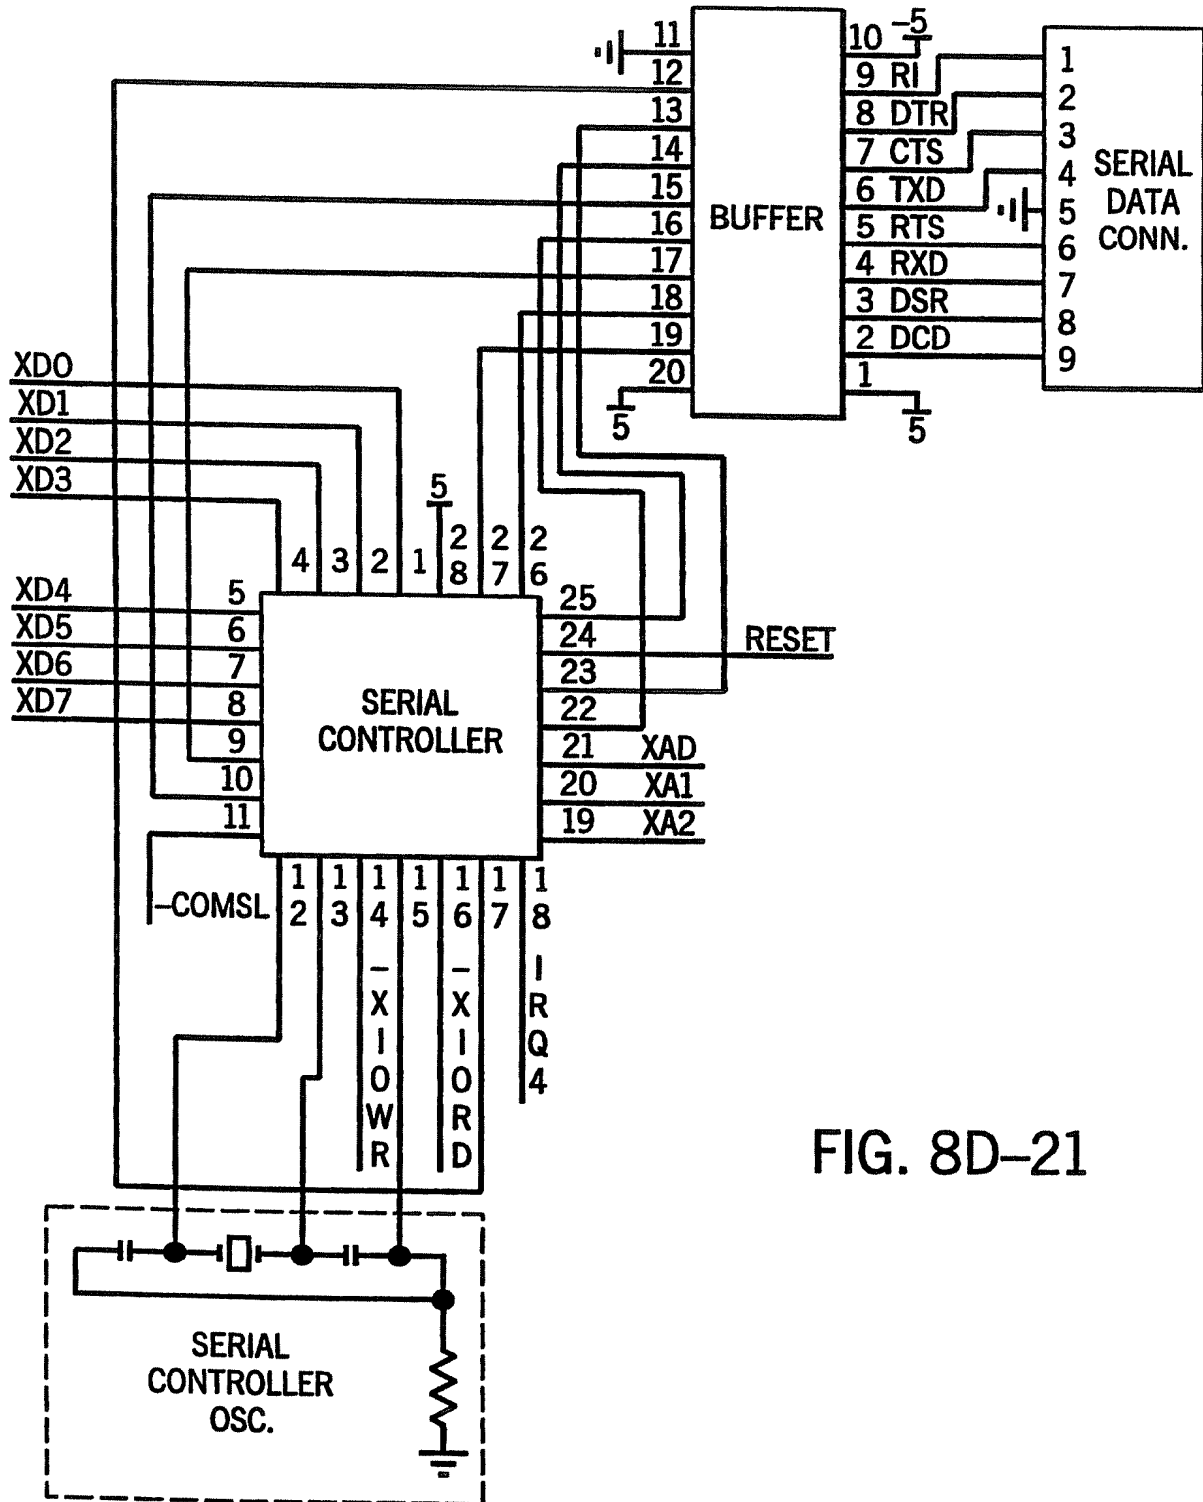 11
12
13
14
15
16
17
18
19
20
5
BUFFER
10 -5
9 RI
8 DTR
7 CTS
6 TXD
5 RTS
4 RXD
3 DSR
2 DCD
1
5
1
2
3
4
5
6
7
8
9
SERIAL
DATA
CONN.
XD0
XD1
XD2
XD3
XD4
XD5
XD6
XD7
4
3
2
1
5
28
27
26
5
6
7
8
9
10
11
SERIAL
CONTROLLER
25
24 RESET
23
22
21 XAD
20 XA1
19 XA2
-COMSL
12
13
14 -XIOWR
15
16 -XIORD
17
18 IRQ4
FIG. 8D-21
SERIAL
CONTROLLER
OSC.